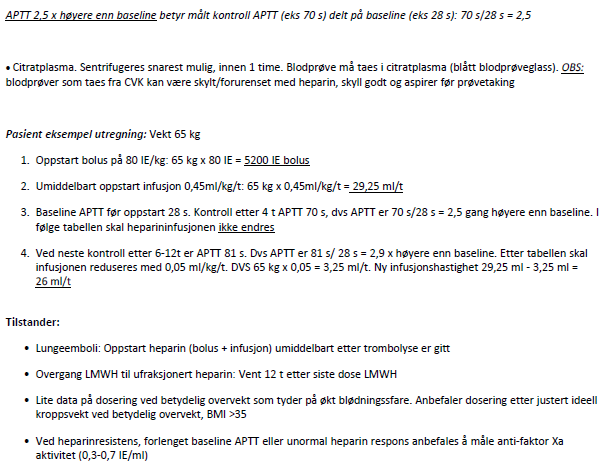 APTT 2,5 x høyere enn baseline betyr målt kontroll APTT (eks 70 s) delt på baseline (eks 28 s): 70 s/28 s = 2,5
• Citratplasma. Sentrifugeres snarest mulig, innen 1 time. Blodprøve må taes i citratplasma (blått blodprøveglass). OBS:
blodprøver som taes fra CVK kan være skylt/forurenset med heparin, skyll godt og aspirer før prøvetaking
Pasient eksempel utregning: Vekt 65 kg
1. Oppstart bolus på 80 IE/kg: 65 kg x 80 IE = 5200 IE bolus
2. Umiddelbart oppstart infusjon 0,45ml/kg/t: 65 kg x 0,45ml/kg/t = 29,25 ml/t
3. Baseline APTT før oppstart 28 s. Kontroll etter 4 t APTT 70 s, dvs APTT er 70 s/28 s = 2,5 gang høyere enn baseline. I
følge tabellen skal heparininfusjonen ikke endres
4. Ved neste kontroll etter 6-12t er APTT 81 s. Dvs APTT er 81 s/ 28 s = 2,9 x høyere enn baseline. Etter tabellen skal
infusjonen reduseres med 0,05 ml/kg/t. DVS 65 kg x 0,05 = 3,25 ml/t. Ny infusjonshastighet 29,25 ml - 3,25 ml =
26 ml/t
Tilstander:
• Lungeemboli: Oppstart heparin (bolus + infusjon) umiddelbart etter trombolyse er gitt
• Overgang LMWH til ufraksjonert heparin: Vent 12 t etter siste dose LMWH
• Lite data på dosering ved betydelig overvekt som tyder på økt blødningssfare. Anbefaler dosering etter justert ideell
kroppsvekt ved betydelig overvekt, BMI >35
• Ved heparinresistens, forlenget baseline APTT eller unormal heparin respons anbefales å måle anti-faktor Xa
aktivitet (0,3-0,7 IE/ml)